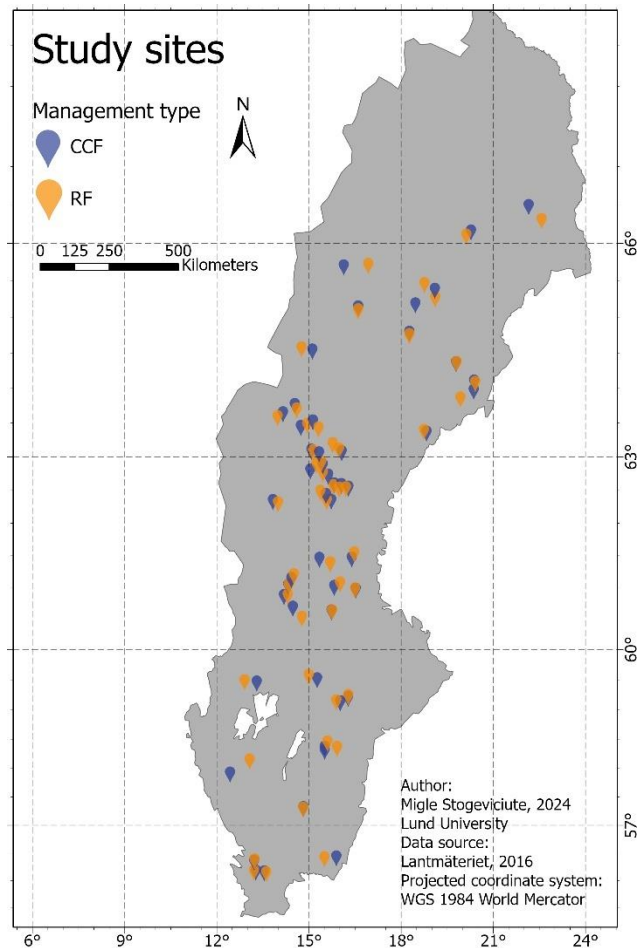 Study sites
Management type
N
CCF
RF
0 125 250 500
Kilometers
66°
63°
60°
57°
Author:
Migle Stogeviciute, 2024
Lund University
Data source:
Lantmäteriet, 2016
Projected coordinate system:
WGS 1984 World Mercator
6° 9° 12° 15° 18° 21° 24°